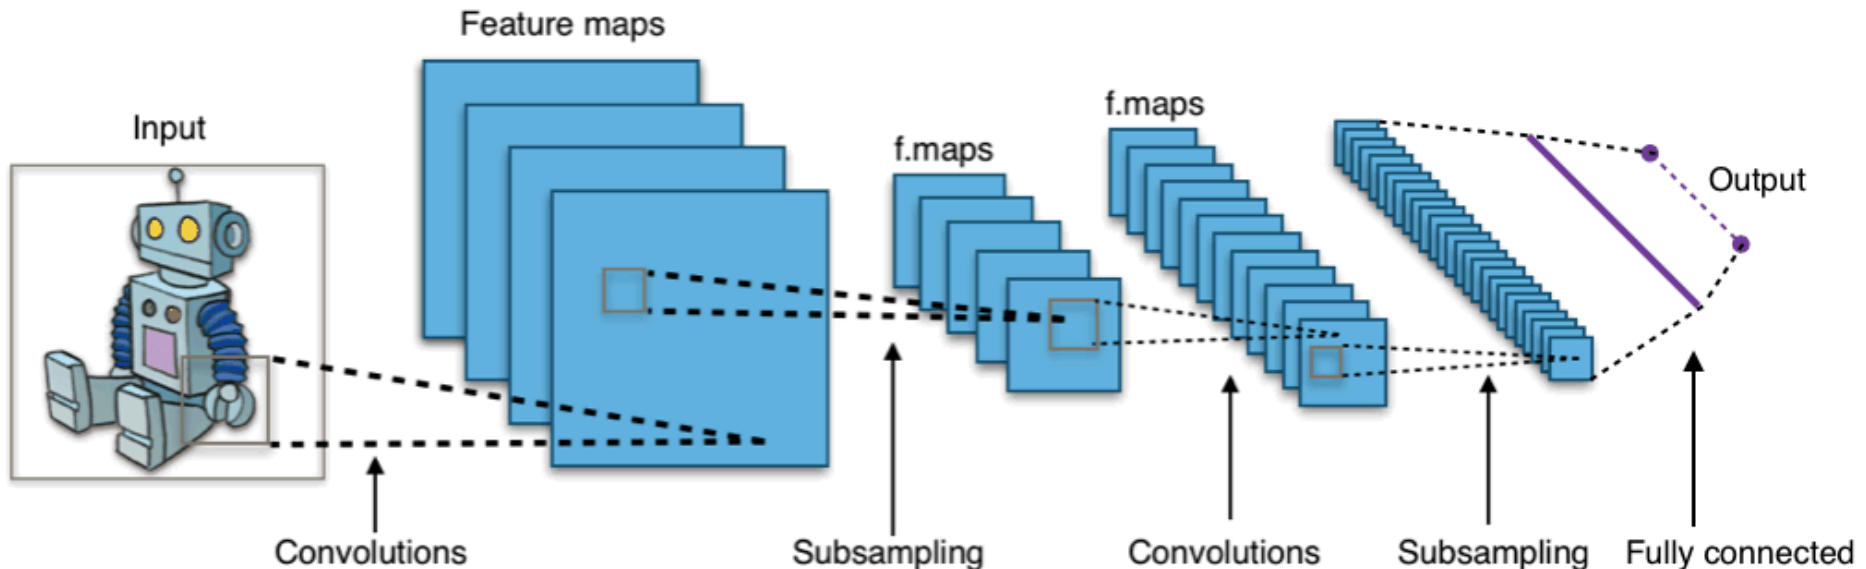 Feature maps
f.maps
Input
f.maps
Output
Convolutions
Subsampling
Convolutions
Subsampling
Fully connected